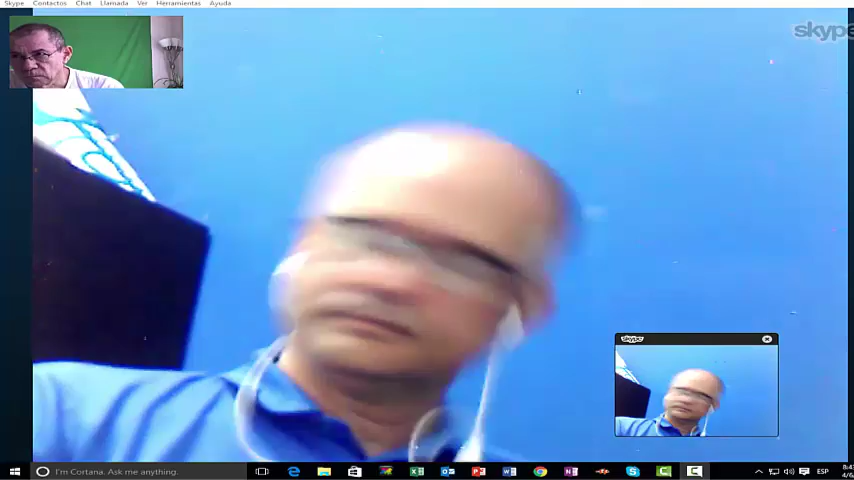 Skype Contactos Chat Llamada Ver Herramientas Ayuda
skype
skype
I'm Cortana. Ask me anything.
ESP